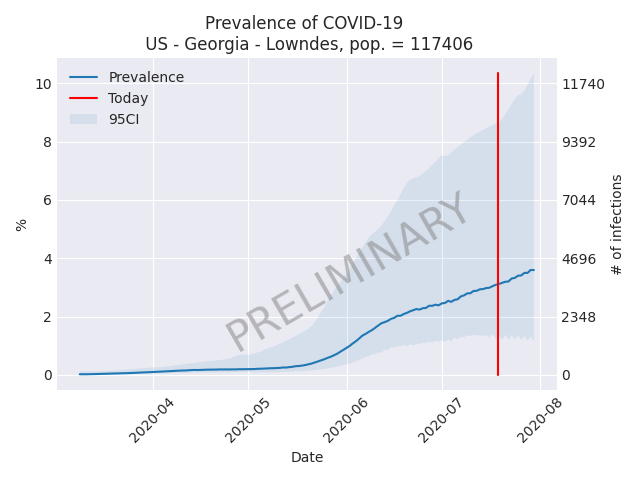 Prevalence of COVID-19
US - Georgia - Lowndes, pop. = 117406
Prevalence
Today
95CI
10
8
6
4
2
0
%
11740
9392
7044
4696
2348
0
# of infections
PRELIMINARY
2020-04
2020-05
2020-06
2020-07
2020-08
Date